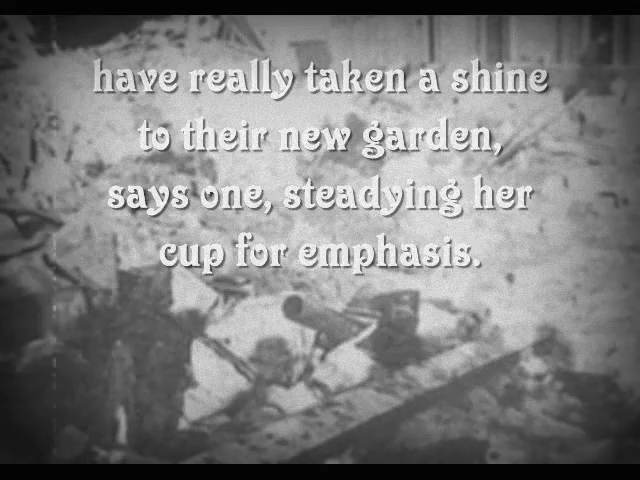 have really taken a shine
to their new garden,
says one, steadying her
cup for emphasis.